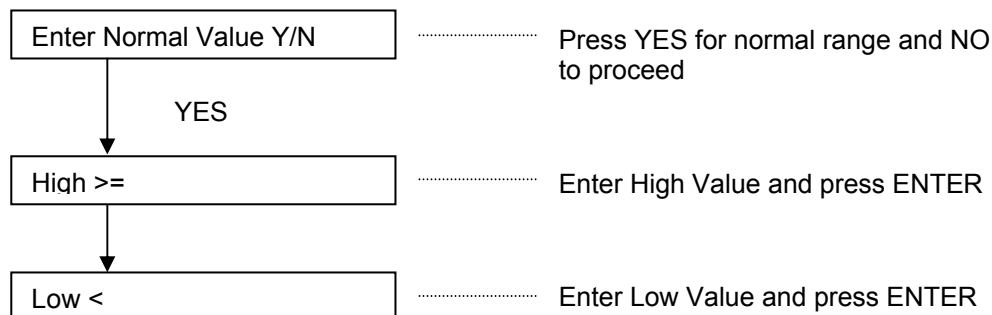 Enter Normal Value Y/N
Press YES for normal range and NO
to proceed
YES
High >=
Enter High Value and press ENTER
Low <
Enter Low Value and press ENTER